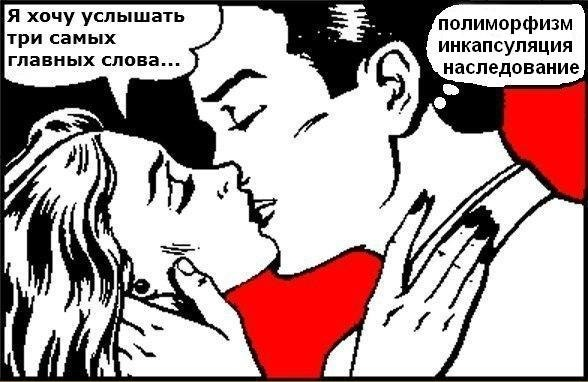 Я хочу услышать
три самых
главных слова...
полиморфизм
инкапсуляция
наследование